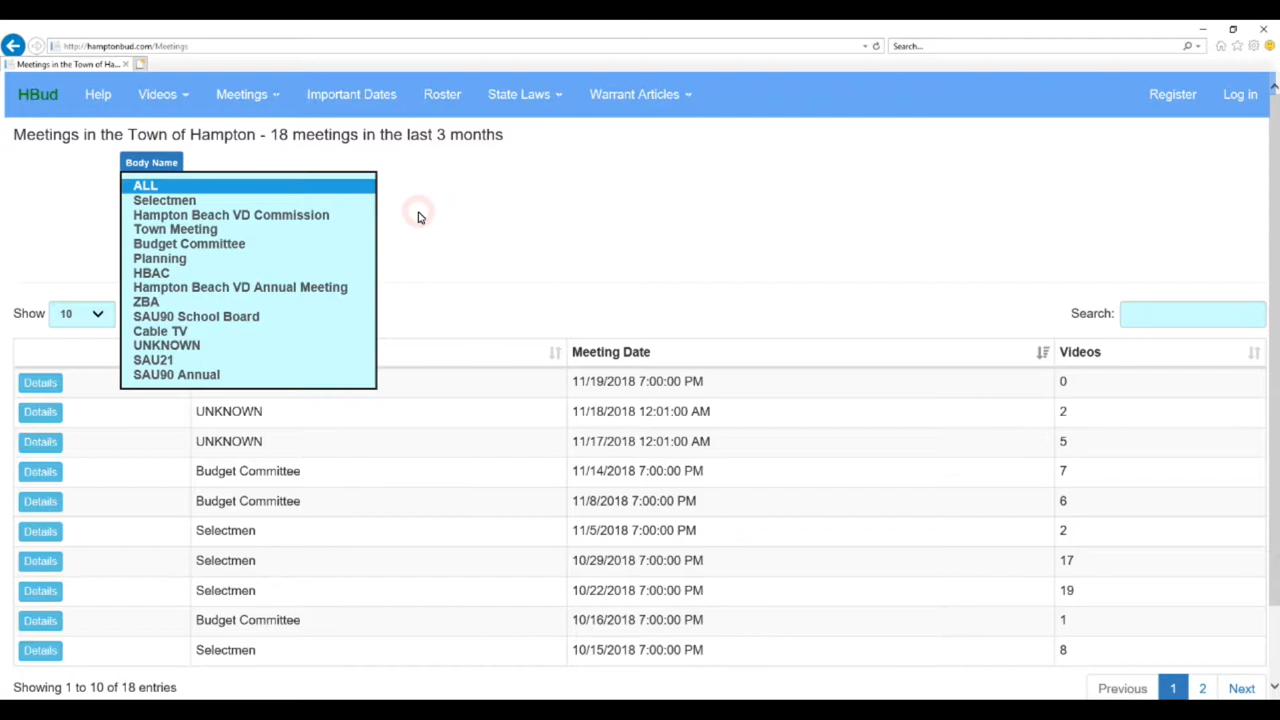 http://hamptonbud.com/Meetings
Search...
Meetings in the Town of Ha...
HBud Help Videos Meetings Important Dates Roster State Laws Warrant Articles Register Log in
Meetings in the Town of Hampton - 18 meetings in the last 3 months
Body Name
ALL
Selectmen
Hampton Beach VD Commission
Town Meeting
Budget Committee
Planning
HBAC
Hampton Beach VD Annual Meeting
ZBA
SAU90 School Board
Cable TV
UNKNOWN
SAU21
SAU90 Annual
Show 10 Search:
Meeting Date Videos
Details 11/19/2018 7:00:00 PM 0
Details UNKNOWN 11/18/2018 12:01:00 AM 2
Details UNKNOWN 11/17/2018 12:01:00 AM 5
Details Budget Committee 11/14/2018 7:00:00 PM 7
Details Budget Committee 11/8/2018 7:00:00 PM 6
Details Selectmen 11/5/2018 7:00:00 PM 2
Details Selectmen 10/29/2018 7:00:00 PM 17
Details Selectmen 10/22/2018 7:00:00 PM 19
Details Budget Committee 10/16/2018 7:00:00 PM 1
Details Selectmen 10/15/2018 7:00:00 PM 8
Showing 1 to 10 of 18 entries Previous 1 2 Next